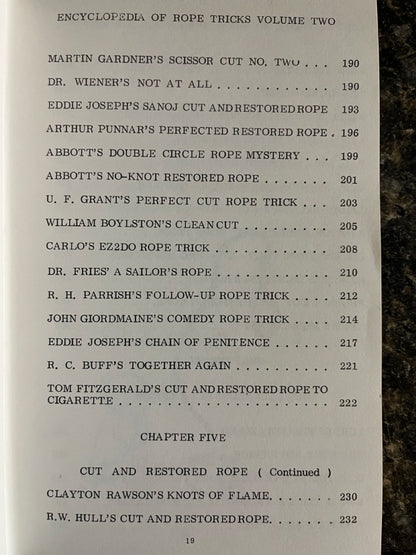 ENCYCLOPEDIA OF ROPE TRICKS VOLUME TWO
MARTIN GARDNER'S SCISSOR CUT NO. TWO . . . 190
DR. WIENER'S NOT AT ALL . . . . . . . . . . . . 190
EDDIE JOSEPH'S SANOJ CUT AND RESTORED ROPE 193
ARTHUR PUNNAR'S PERFECTED RESTORED ROPE . 196
ABBOTT'S DOUBLE CIRCLE ROPE MYSTERY . . . 199
ABBOTT'S NO-KNOT RESTORED ROPE . . . . . . . 201
U. F. GRANT'S PERFECT CUT ROPE TRICK . . . . 203
WILLIAM BOYLSTON'S CLEAN CUT . . . . . . . . . 205
CARLO'S EZ2DO ROPE TRICK . . . . . . . . . . . . 208
DR. FRIES' A SAILOR'S ROPE . . . . . . . . . . . . 210
R. H. PARRISH'S FOLLOW-UP ROPE TRICK . . . . 212
JOHN GIORDMAINE'S COMEDY ROPE TRICK . . . . 214
EDDIE JOSEPH'S CHAIN OF PENITENCE . . . . . . 217
R. C. BUFF'S TOGETHER AGAIN . . . . . . . . . . 221
TOM FITZGERALD'S CUT AND RESTORED ROPE TO
CIGARETTE . . . . . . . . . . . . . . . . . . . . . 222
CHAPTER FIVE
CUT AND RESTORED ROPE ( Continued )
CLAYTON RAWSON'S KNOTS OF FLAME. . . . . . . 230
R.W. HULL'S CUT AND RESTORED ROPE. . . . . . . 232
19